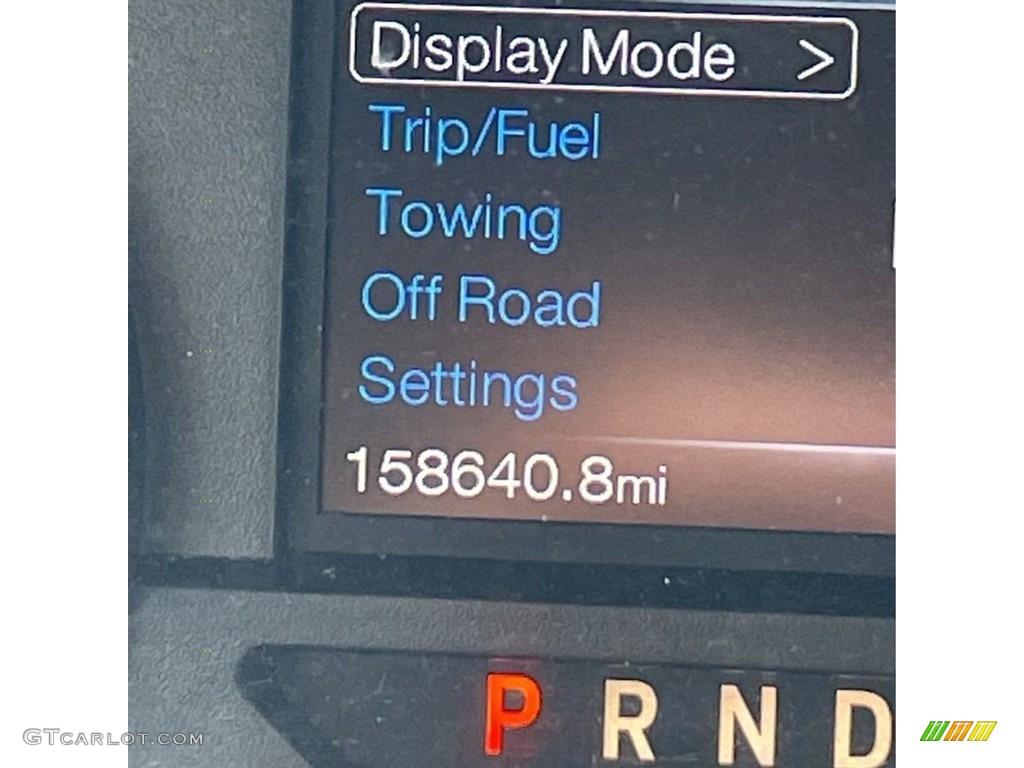 Display Mode >
Trip/Fuel
Towing
Off Road
Settings
158640.8mi
P R N D
GTCARLOT.COM